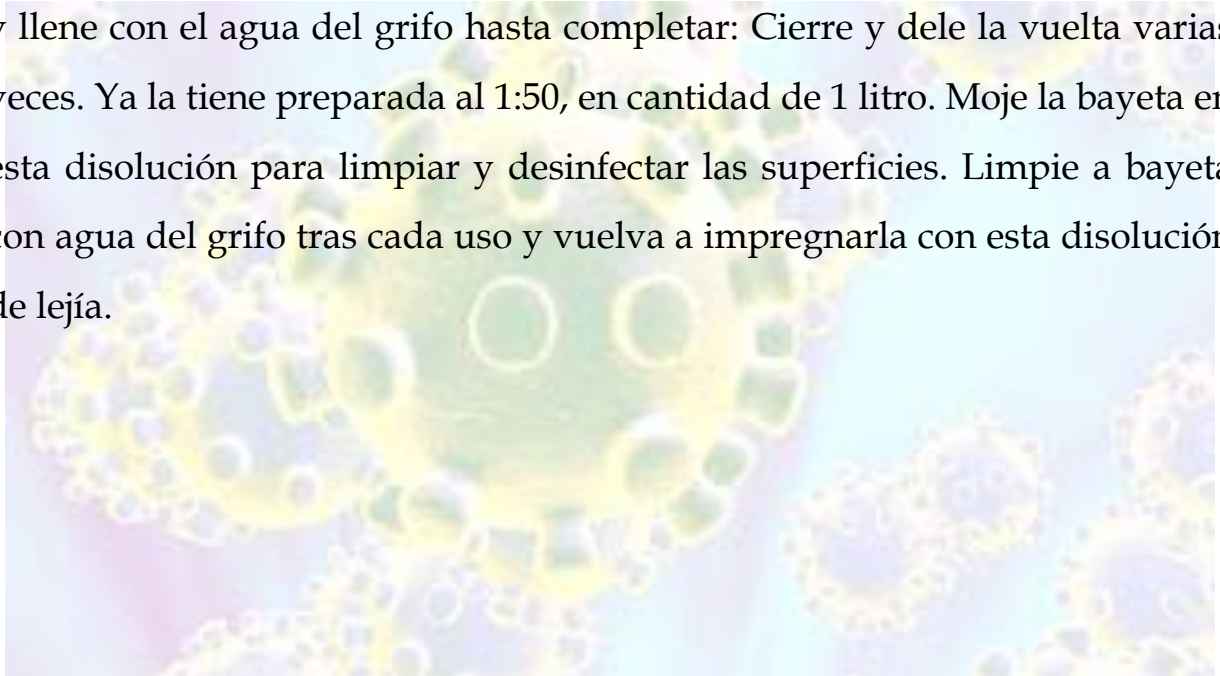 y llene con el agua del grifo hasta completar: Cierre y dele la vuelta varias
veces. Ya la tiene preparada al 1:50, en cantidad de 1 litro. Moje la bayeta en
esta disolución para limpiar y desinfectar las superficies. Limpie a bayeta
con agua del grifo tras cada uso y vuelva a impregnarla con esta disolución
de lejía.